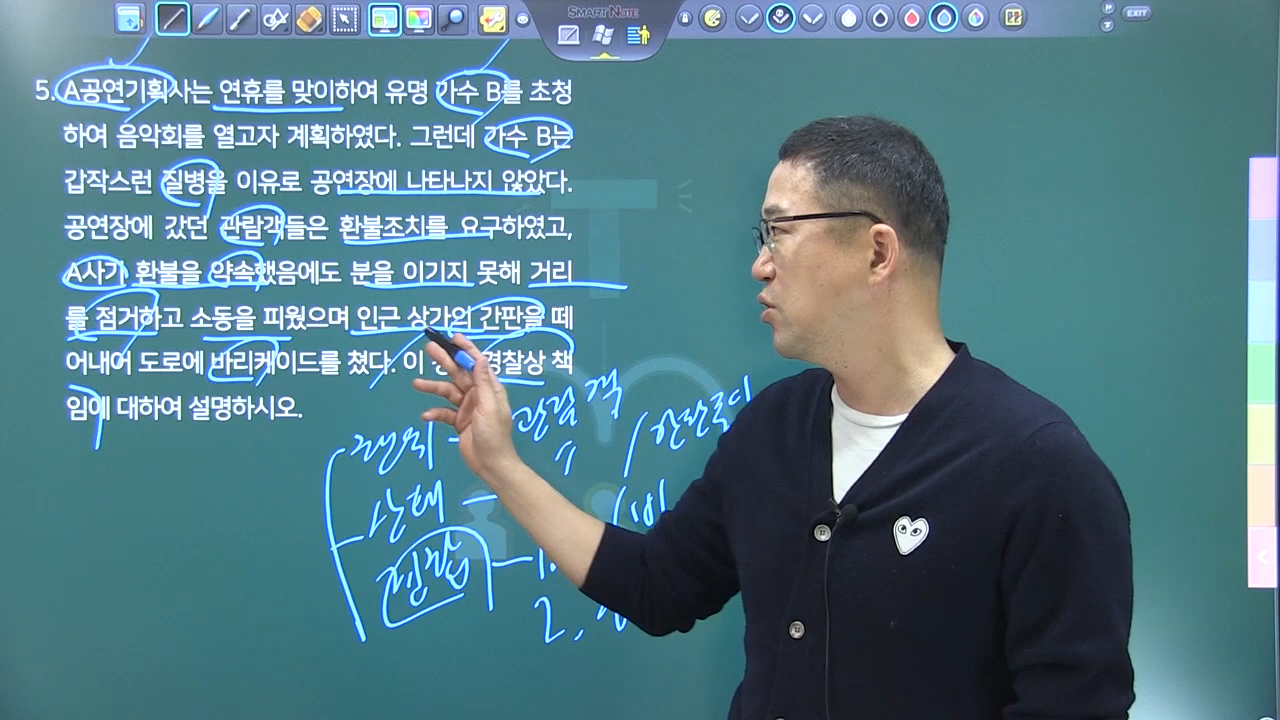 SMART NOTE
EXIT
5. A공연기획사는 연휴를 맞이하여 유명 가수 B를 초청
하여 음악회를 열고자 계획하였다. 그런데 가수 B는
갑작스런 질병을 이유로 공연장에 나타나지 않았다.
공연장에 갔던 관람객들은 환불조치를 요구하였고,
A사가 환불을 약속했음에도 분을 이기지 못해 거리
를 점거하고 소동을 피웠으며 인근 상가의 간판을 떼
어내어 도로에 바리케이드를 쳤다. 이 경찰상 책
임에 대하여 설명하시오.
행위 - 관람객
상태 -
경합 - 1.
2.